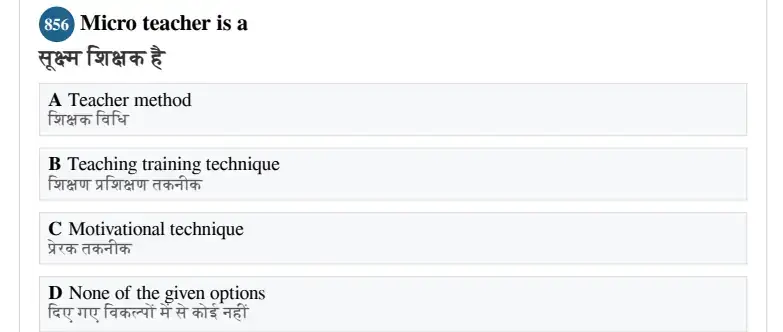 856 Micro teacher is a
सूक्ष्म शिक्षक है
A Teacher method
शिक्षक विधि
B Teaching training technique
शिक्षण प्रशिक्षण तकनीक
C Motivational technique
प्रेरक तकनीक
D None of the given options
दिए गए विकल्पों में से कोई नहीं